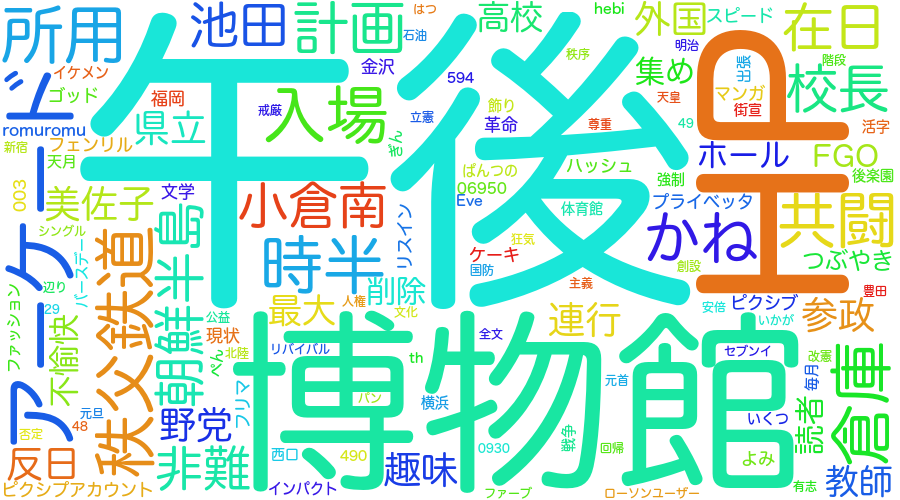 所用
池田
計画
はつ
石油
高校
hebi
外国
スピード
在日
明治
イケメン
ゴッド
romuromu
フェンリル
新宿
天月
福岡
県立
戒厳
入場
金沢
594
立憲
飾り
革命
秩序
集め
尊重
出張
天皇
49
マンガ
街宣
階段
校長
活字
午後
ぎん
ホール
FGO
後楽園
003
美佐子
文学
小倉南
ぱんつの
06950
Eve
ハッシュ
強制
体育館
プライベッタ
共闘
シングル
アーケード
秩父鉄道
朝鮮半島
時半
リスイン
ケーキ
国防
狂気
かね
創設
つぶやき
辺り
29
バースデー
ファッション
不愉快
公益
現状
最大
人権
削除
文化
主義
連行
安倍
ピクシブ
いかが
豊田
参政
元旦
48
否定
ぺん
北陸
フリマ
リバイバル
th
全文
セブンイ
改憲
毎月
倉庫
野党
博物館
パン
横浜
元首
いくつ
読者
反日
非難
西口
490
趣味
0930
戦争
回帰
よみ
教師
ピクシブアカウント
インパクト
ファーブ
ローソンユーザー
有志